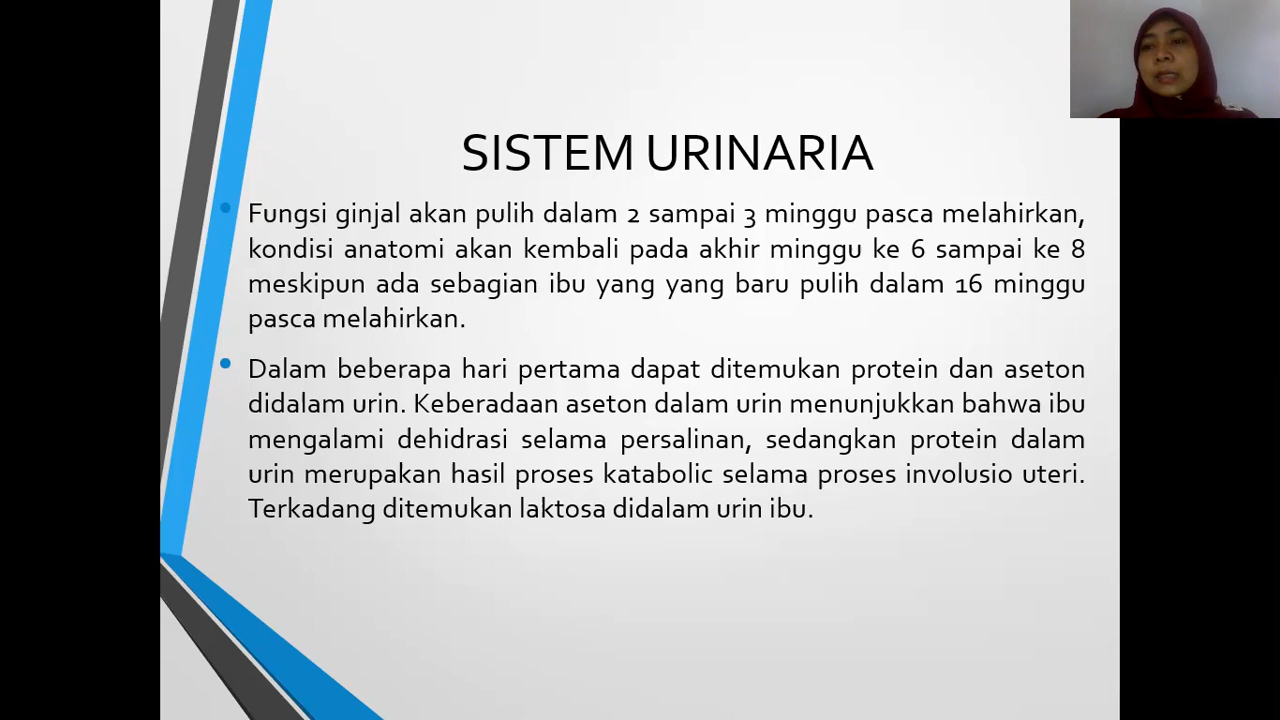 SISTEM URINARIA
• Fungsi ginjal akan pulih dalam 2 sampai 3 minggu pasca melahirkan,
kondisi anatomi akan kembali pada akhir minggu ke 6 sampai ke 8
meskipun ada sebagian ibu yang yang baru pulih dalam 16 minggu
pasca melahirkan.
• Dalam beberapa hari pertama dapat ditemukan protein dan aseton
didalam urin. Keberadaan aseton dalam urin menunjukkan bahwa ibu
mengalami dehidrasi selama persalinan, sedangkan protein dalam
urin merupakan hasil proses katabolic selama proses involusio uteri.
Terkadang ditemukan laktosa didalam urin ibu.